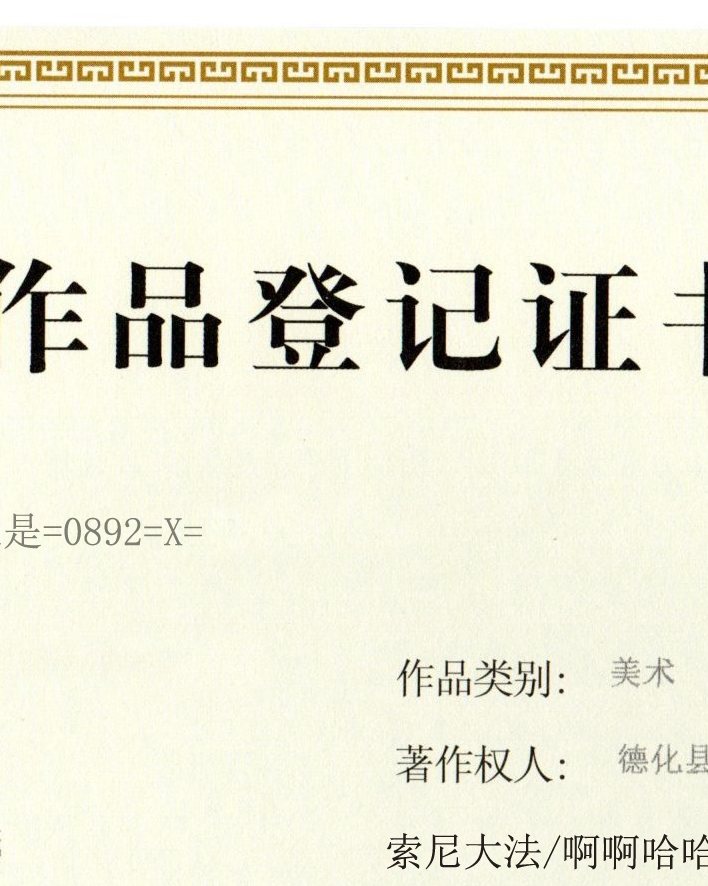 作品登记证书
是=0892=X=
作品类别： 美术
著作权人： 德化县
索尼大法/啊啊哈哈